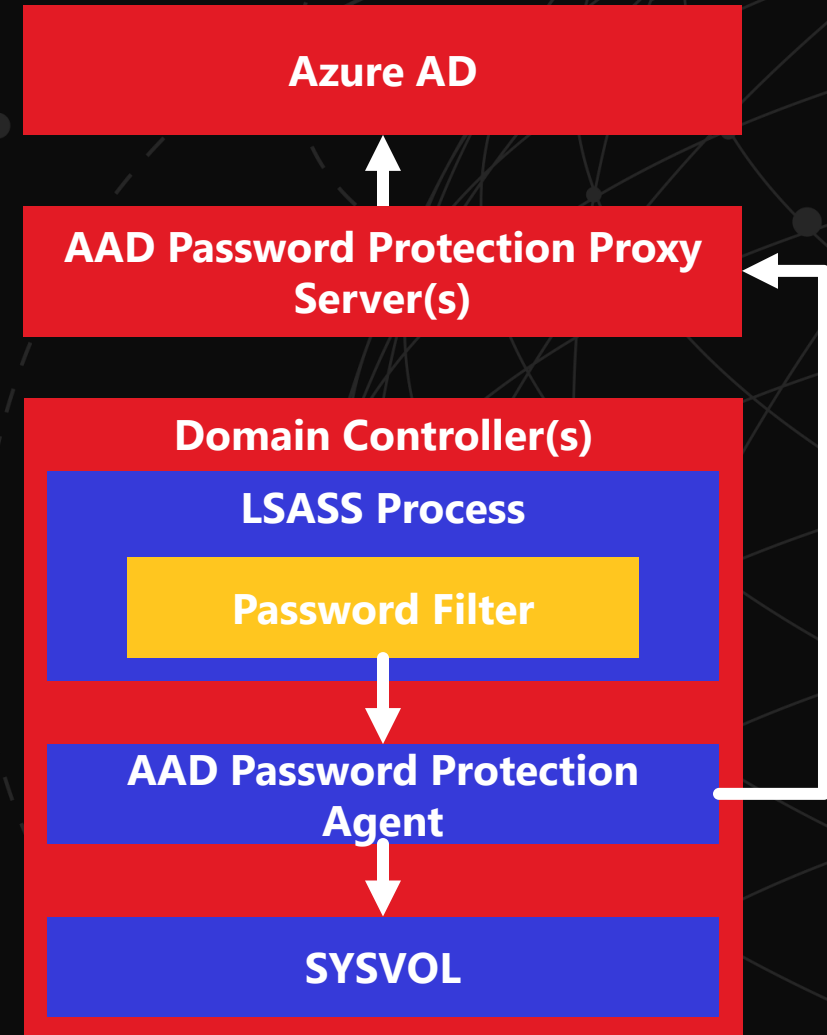 Azure AD
AAD Password Protection Proxy
Server(s)
Domain Controller(s)
LSASS Process
Password Filter
AAD Password Protection
Agent
SYSVOL